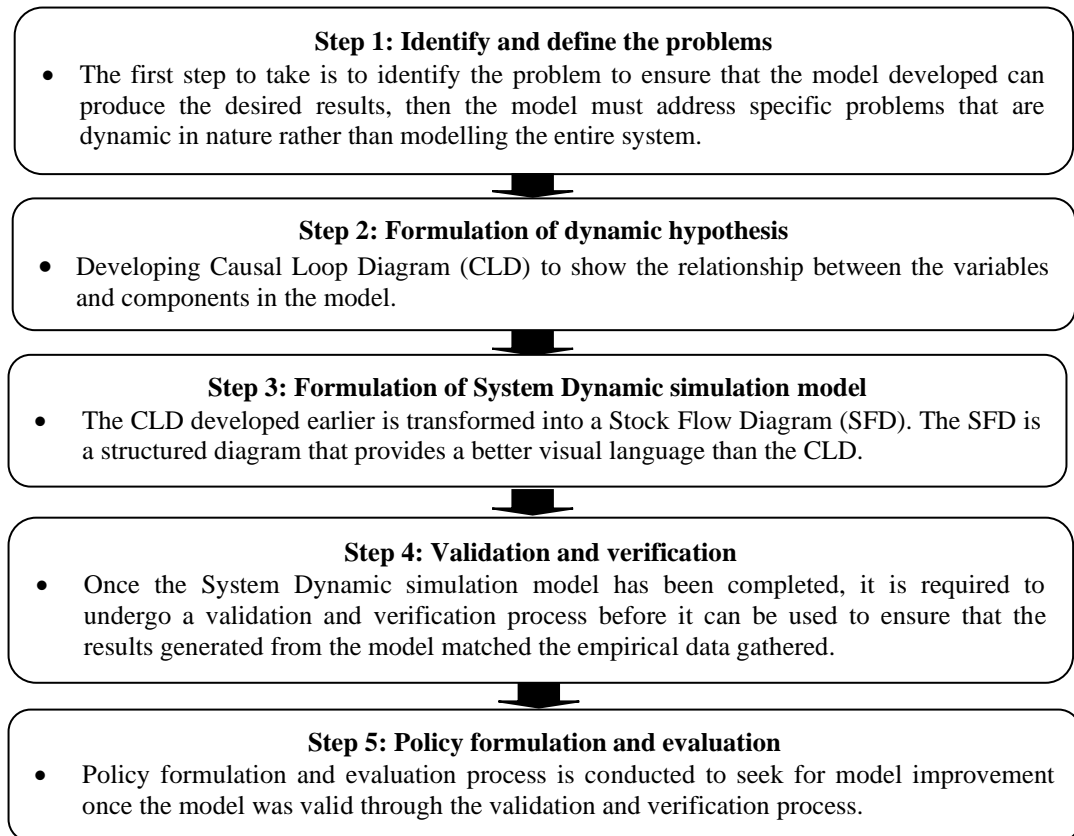 Step 1: Identify and define the problems
• The first step to take is to identify the problem to ensure that the model developed can
produce the desired results, then the model must address specific problems that are
dynamic in nature rather than modelling the entire system.
Step 2: Formulation of dynamic hypothesis
• Developing Causal Loop Diagram (CLD) to show the relationship between the variables
and components in the model.
Step 3: Formulation of System Dynamic simulation model
• The CLD developed earlier is transformed into a Stock Flow Diagram (SFD). The SFD is
a structured diagram that provides a better visual language than the CLD.
Step 4: Validation and verification
• Once the System Dynamic simulation model has been completed, it is required to
undergo a validation and verification process before it can be used to ensure that the
results generated from the model matched the empirical data gathered.
Step 5: Policy formulation and evaluation
• Policy formulation and evaluation process is conducted to seek for model improvement
once the model was valid through the validation and verification process.